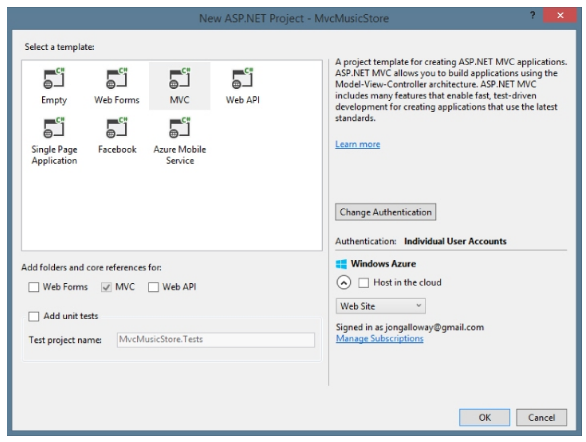 New ASP.NET Project - MvcMusicStore
?
Select a template:
Empty
Web Forms
MVC
Web API
Single Page
Application
Facebook
Azure Mobile
Service
A project template for creating ASP.NET MVC applications.
ASP.NET MVC allows you to build applications using the
Model-View-Controller architecture. ASP.NET MVC
includes many features that enable fast, test-driven
development for creating applications that use the latest
standards.
Learn more
Change Authentication
Authentication: Individual User Accounts
Windows Azure
Host in the cloud
Web Site
Signed in as jongalloway@gmail.com
Manage Subscriptions
Add folders and core references for:
Web Forms
MVC
Web API
Add unit tests
Test project name:
MvcMusicStore.Tests
OK
Cancel